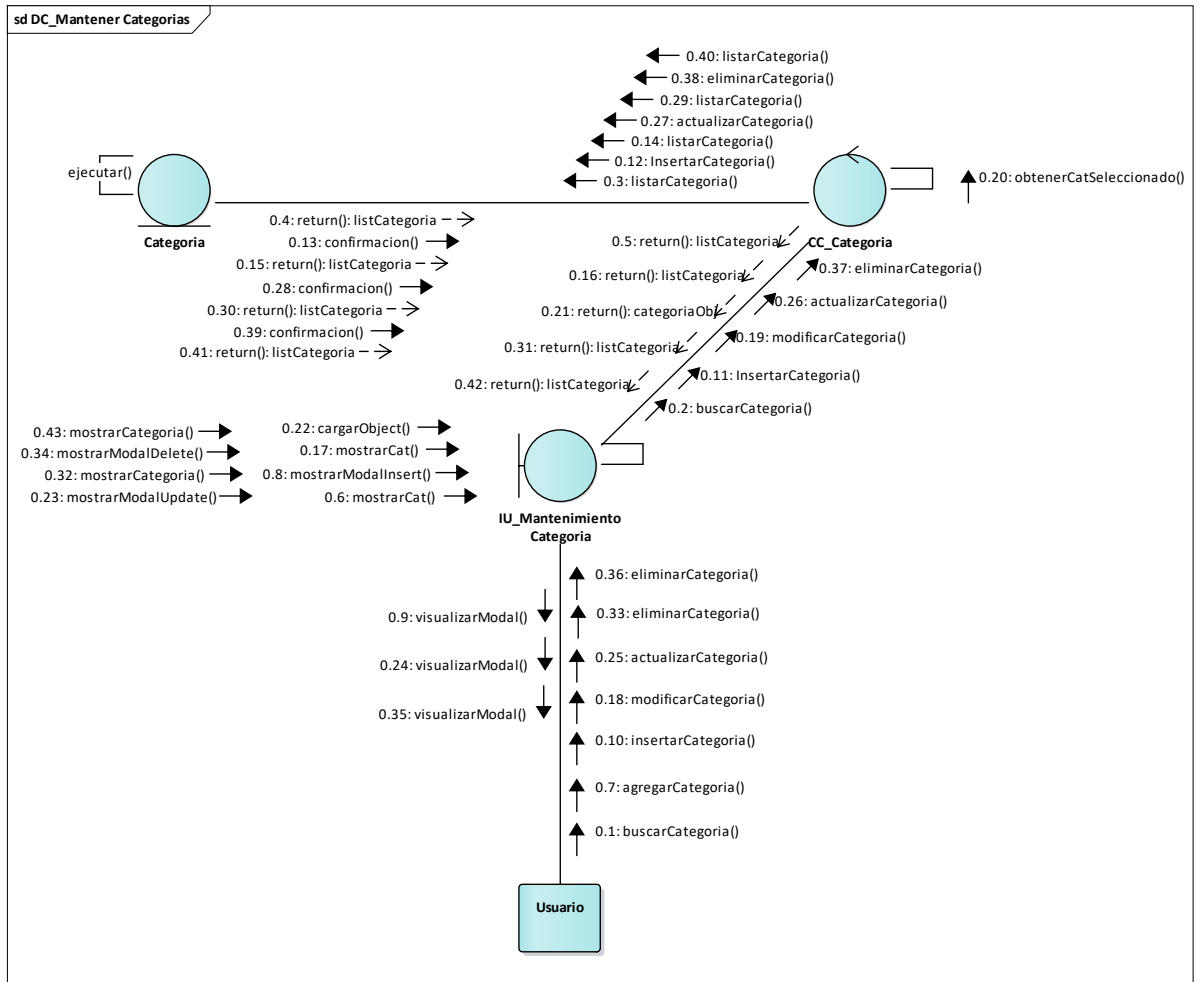 sd DC_Mantener Categorias
0.40: listarCategoria()
0.38: eliminarCategoria()
0.29: listarCategoria()
0.27: actualizarCategoria()
0.14: listarCategoria()
0.12: InsertarCategoria()
0.3: listarCategoria()
ejecutar()
0.20: obtenerCatSeleccionado()
Categoria
CC_Categoria
0.4: return(): listCategoria
0.13: confirmacion()
0.15: return(): listCategoria
0.28: confirmacion()
0.30: return(): listCategoria
0.39: confirmacion()
0.41: return(): listCategoria
0.5: return(): listCategoria
0.16: return(): listCategoria
0.21: return(): categoriaObj
0.31: return(): listCategoria
0.42: return(): listCategoria
0.37: eliminarCategoria()
0.26: actualizarCategoria()
0.19: modificarCategoria()
0.11: InsertarCategoria()
0.2: buscarCategoria()
0.43: mostrarCategoria()
0.34: mostrarModalDelete()
0.32: mostrarCategoria()
0.23: mostrarModalUpdate()
0.22: cargarObject()
0.17: mostrarCat()
0.8: mostrarModalInsert()
0.6: mostrarCat()
IU_Mantenimiento
Categoria
0.9: visualizarModal()
0.24: visualizarModal()
0.35: visualizarModal()
0.36: eliminarCategoria()
0.33: eliminarCategoria()
0.25: actualizarCategoria()
0.18: modificarCategoria()
0.10: insertarCategoria()
0.7: agregarCategoria()
0.1: buscarCategoria()
Usuario